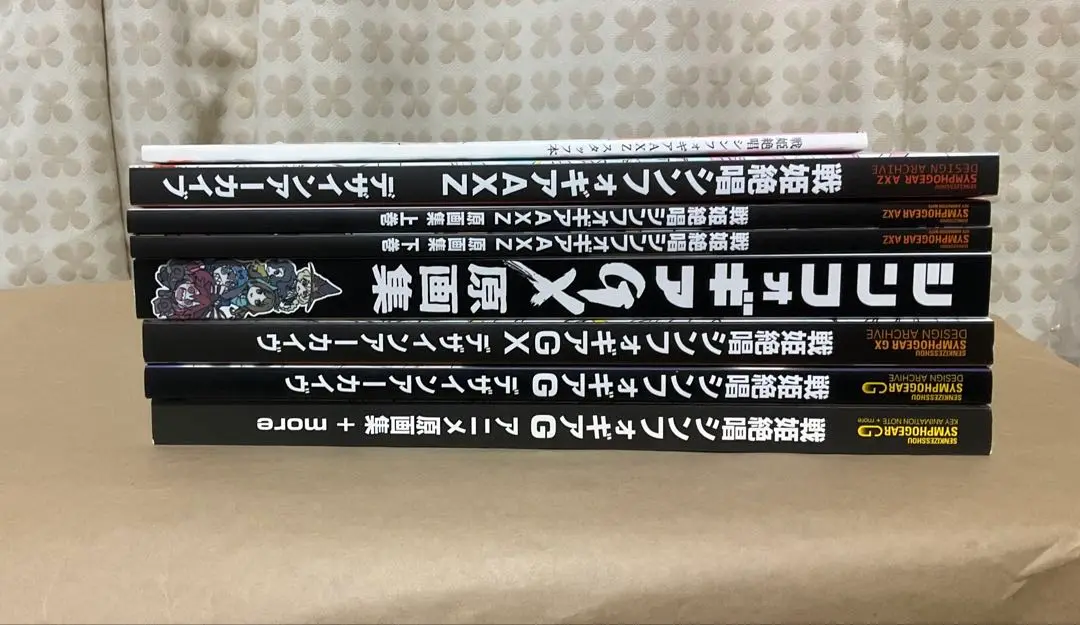 戦姫絶唱シンフォギアAXZスタッフ本
SENKIZESSHOU
SYMPHOGEAR AXZ
DESIGN ARCHIVE
戦姫絶唱シンフォギアAXZ デザインアーカイブ
SYMPHOGEAR AXZ
戦姫絶唱シンフォギアAXZ 原画集 上巻
SYMPHOGEAR AXZ
戦姫絶唱シンフォギアAXZ 原画集 下巻
シンフォギアGX 原画集
SENKIZESSHOU
SYMPHOGEAR GX
DESIGN ARCHIVE
戦姫絶唱シンフォギアGX デザインアーカイヴ
SENKIZESSHOU
SYMPHOGEAR G
DESIGN ARCHIVE
戦姫絶唱シンフォギアG デザインアーカイヴ
SENKIZESSHOU
SYMPHOGEAR G
KEY ANIMATION NOTE + more
戦姫絶唱シンフォギアG アニメ原画集 + more